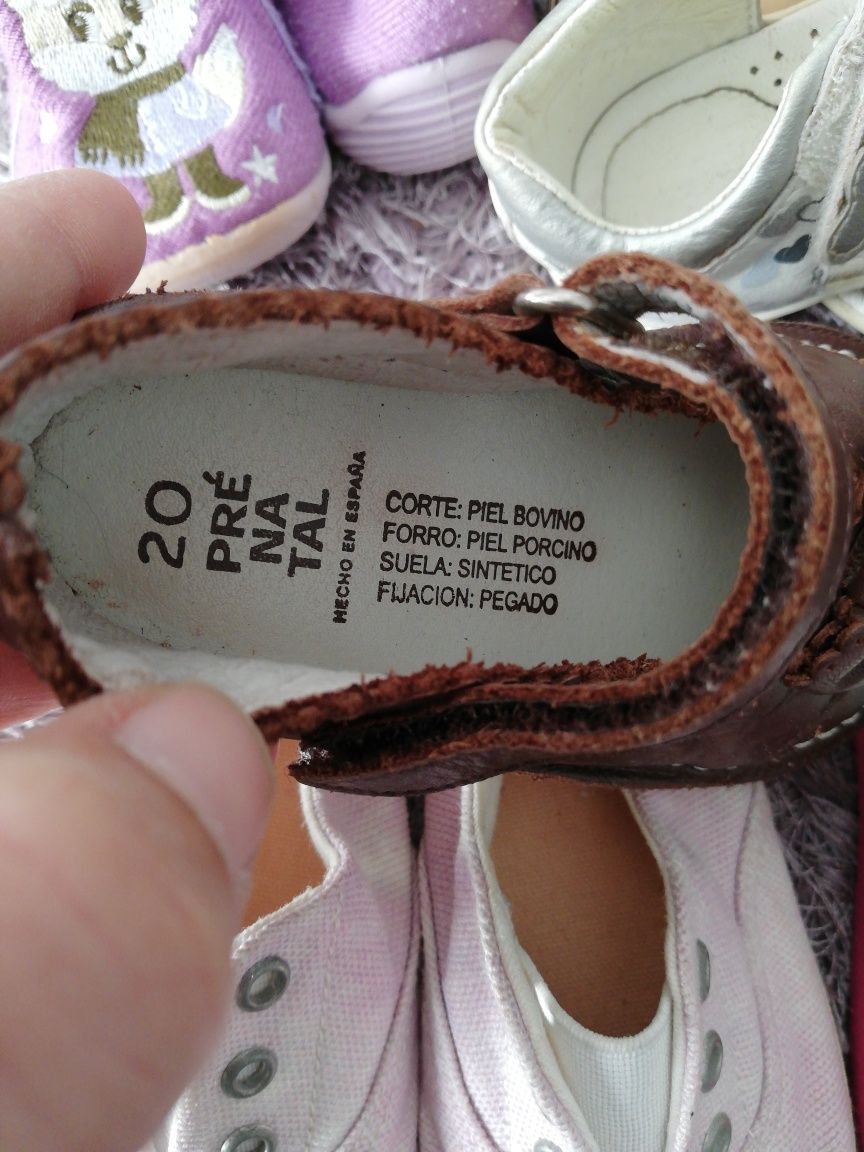 20
PRÉ
NA
TAL
HECHO EN ESPAÑA
CORTE: PIEL BOVINO
FORRO: PIEL PORCINO
SUELA: SINTETICO
FIJACION: PEGADO